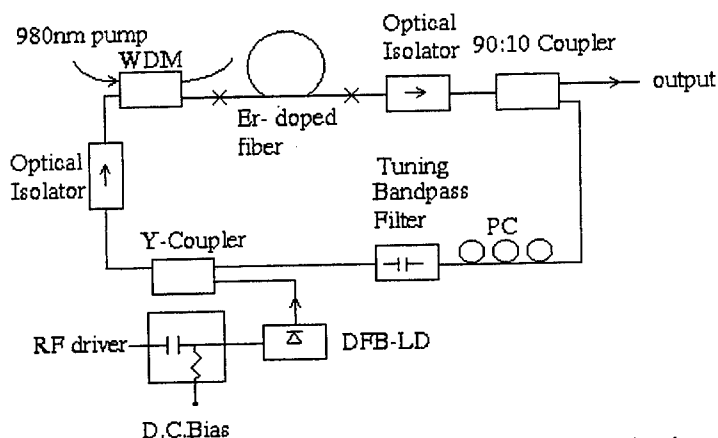 980nm pump
WDM
Optical
Isolator
90:10 Coupler
output
Er- doped
fiber
Optical
Isolator
Tuning
Bandpass
Filter
PC
Y-Coupler
RF driver
DFB-LD
D.C.Bias